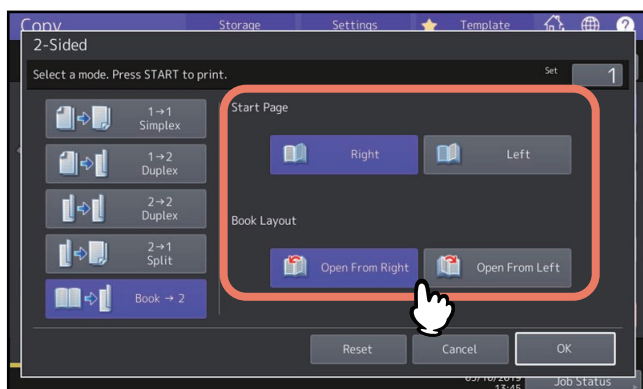 Copy Storage Settings Template
2-Sided
Select a mode. Press START to print. Set 1
1→1
Simplex
1→2
Duplex
2→2
Duplex
2→1
Split
Book → 2
Start Page
Right Left
Book Layout
Open From Right Open From Left
Reset Cancel OK
Job Status
13:45